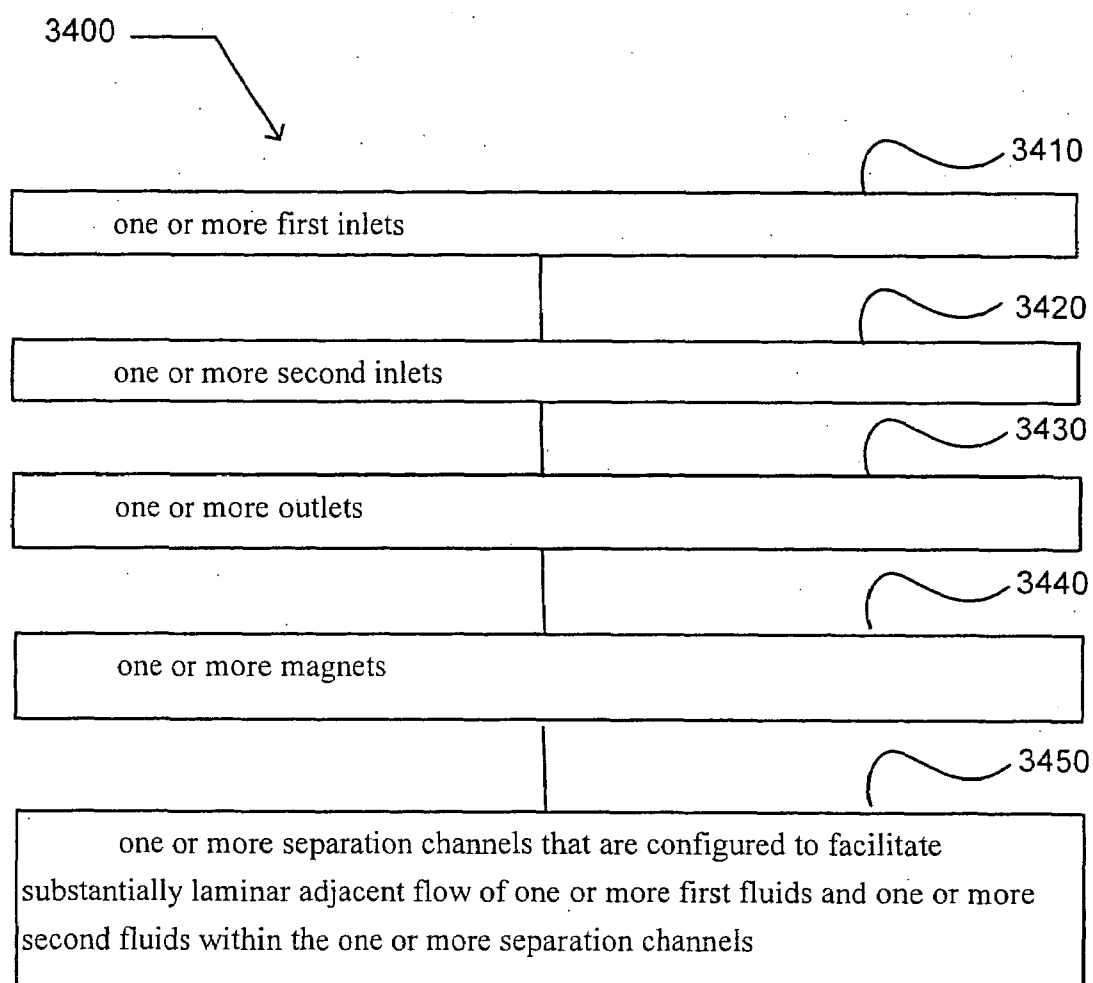 3400
3410
one or more first inlets
3420
one or more second inlets
3430
one or more outlets
3440
one or more magnets
3450
one or more separation channels that are configured to facilitate
substantially laminar adjacent flow of one or more first fluids and one or more
second fluids within the one or more separation channels